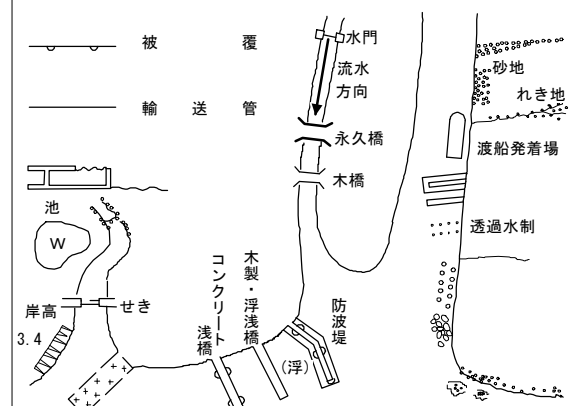 被覆
輸送管
水門
流水
方向
永久橋
木橋
砂地
れき地
渡船発着場
透過水制
池
W
岸高
3.4
せき
コンクリート
浅橋
木製・浮浅橋
防波堤
(浮)